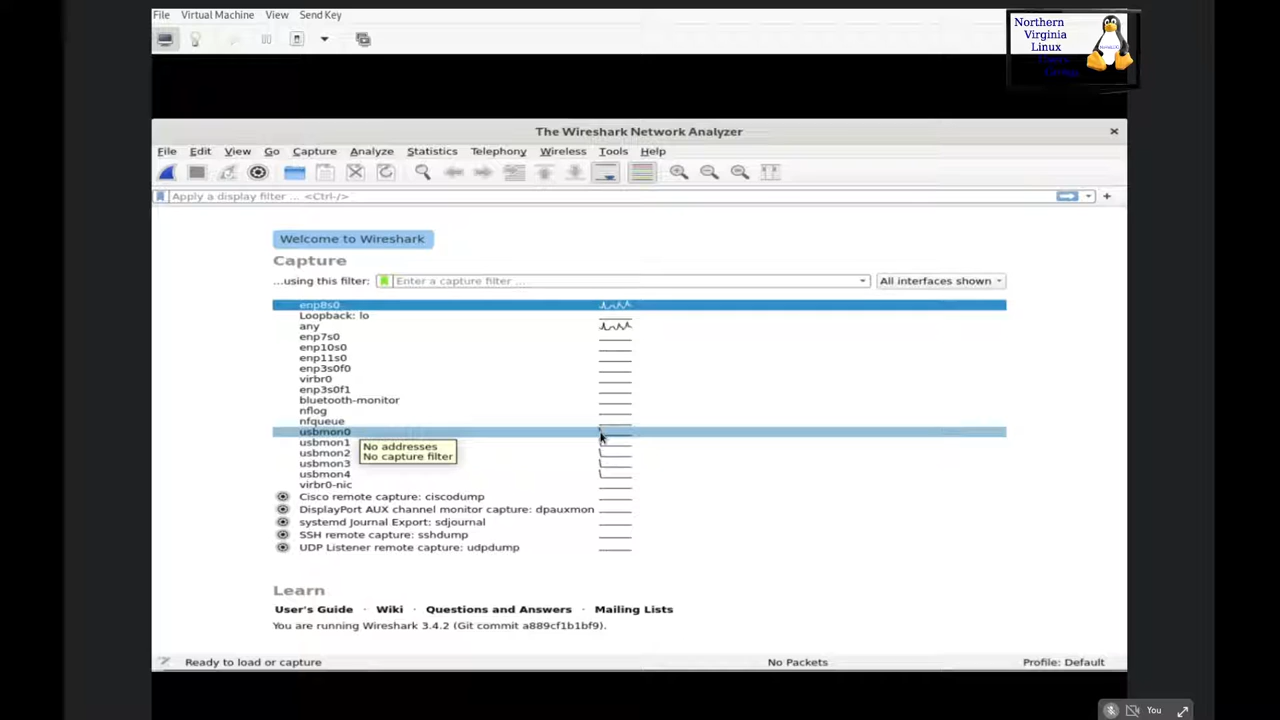 File Virtual Machine View Send Key
Northern
Virginia
Linux
The Wireshark Network Analyzer
File Edit View Go Capture Analyze Statistics Telephony Wireless Tools Help
Apply a display filter ... <Ctrl-/>
Welcome to Wireshark
Capture
...using this filter: Enter a capture filter ... All interfaces shown
enp8s0
Loopback: lo
any
enp7s0
enp10s0
enp11s0
enp3s0f0
virbr0
enp3s0f1
bluetooth-monitor
nflog
nfqueue
usbmon0
usbmon1
No addresses
usbmon2
No capture filter
usbmon3
usbmon4
virbr0-nic
Cisco remote capture: ciscodump
DisplayPort AUX channel monitor capture: dpauxmon
systemd Journal Export: sdjournal
SSH remote capture: sshdump
UDP Listener remote capture: udpdump
Learn
User's Guide · Wiki · Questions and Answers · Mailing Lists
You are running Wireshark 3.4.2 (Git commit a889cf1b1bf9).
Ready to load or capture No Packets Profile: Default
You